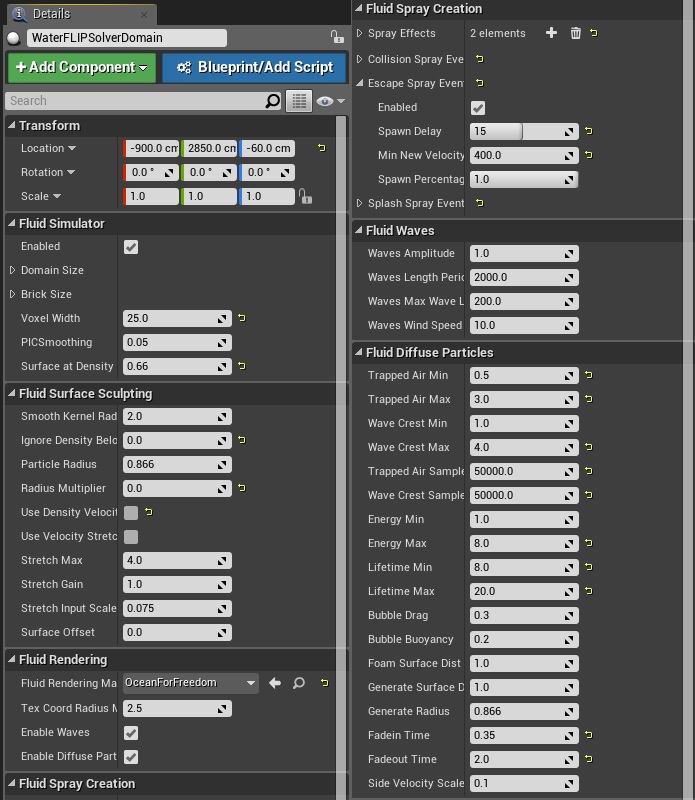 Details
WaterFLIPSolverDomain
+ Add Component
Blueprint/Add Script
Search
Transform
Location -900.0 cm 2850.0 cm -60.0 cm
Rotation 0.0 ° 0.0 ° 0.0 °
Scale 1.0 1.0 1.0
Fluid Simulator
Enabled
Domain Size
Brick Size
Voxel Width 25.0
PICSmoothing 0.05
Surface at Density 0.66
Fluid Surface Sculpting
Smooth Kernel Rad 2.0
Ignore Density Belo 0.0
Particle Radius 0.866
Radius Multiplier 0.0
Use Density Velocit
Use Velocity Stretc
Stretch Max 4.0
Stretch Gain 1.0
Stretch Input Scale 0.075
Surface Offset 0.0
Fluid Rendering
Fluid Rendering Ma OceanForFreedom
Tex Coord Radius M 2.5
Enable Waves
Enable Diffuse Part
Fluid Spray Creation
Fluid Spray Creation
Spray Effects 2 elements
Collision Spray Eve
Escape Spray Event
Enabled
Spawn Delay 15
Min New Velocity 400.0
Spawn Percentag 1.0
Splash Spray Event
Fluid Waves
Waves Amplitude 1.0
Waves Length Peric 2000.0
Waves Max Wave L 200.0
Waves Wind Speed 10.0
Fluid Diffuse Particles
Trapped Air Min 0.5
Trapped Air Max 3.0
Wave Crest Min 1.0
Wave Crest Max 4.0
Trapped Air Sample 50000.0
Wave Crest Sample 50000.0
Energy Min 1.0
Energy Max 8.0
Lifetime Min 8.0
Lifetime Max 20.0
Bubble Drag 0.3
Bubble Buoyancy 0.2
Foam Surface Dist 1.0
Generate Surface D 1.0
Generate Radius 0.866
Fadein Time 0.35
Fadeout Time 2.0
Side Velocity Scale 0.1